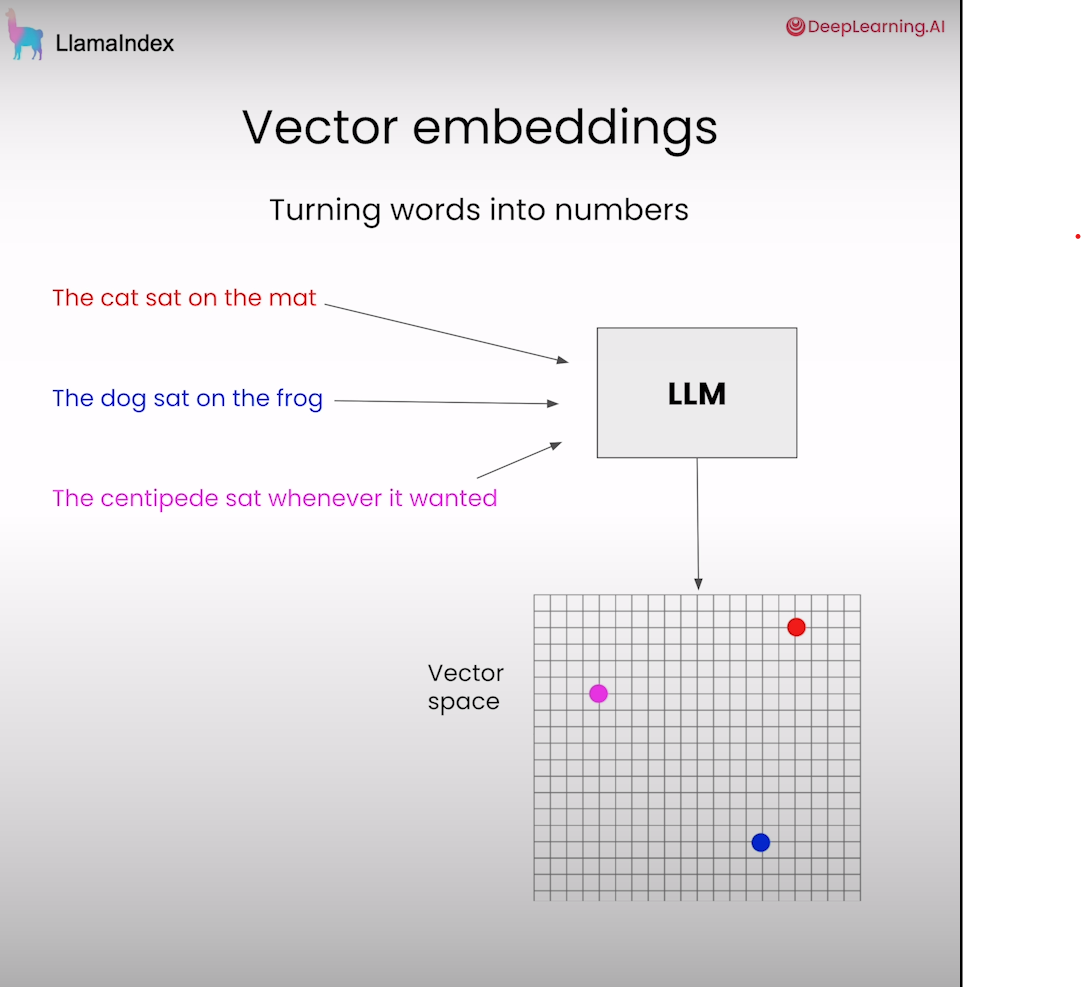 LlamaIndex
DeepLearning.AI
Vector embeddings
Turning words into numbers
The cat sat on the mat
The dog sat on the frog
The centipede sat whenever it wanted
LLM
Vector
space